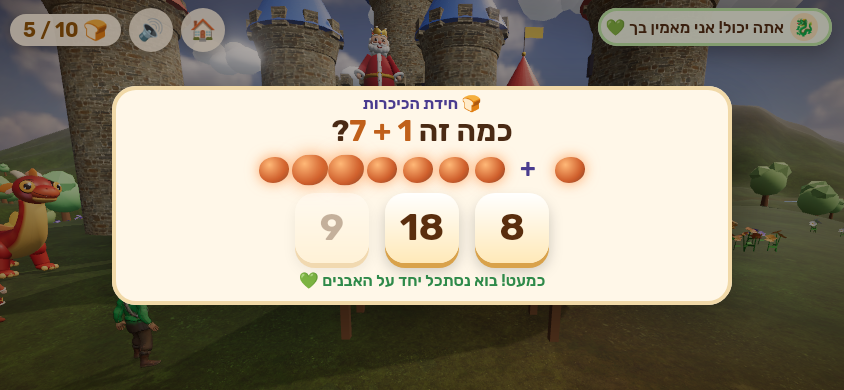 5 / 10
אתה יכול! אני מאמין בך
חידת הכיכרות
כמה זה 1 + 7?
+
8
18
9
כמעט! בוא נסתכל יחד על האבנים